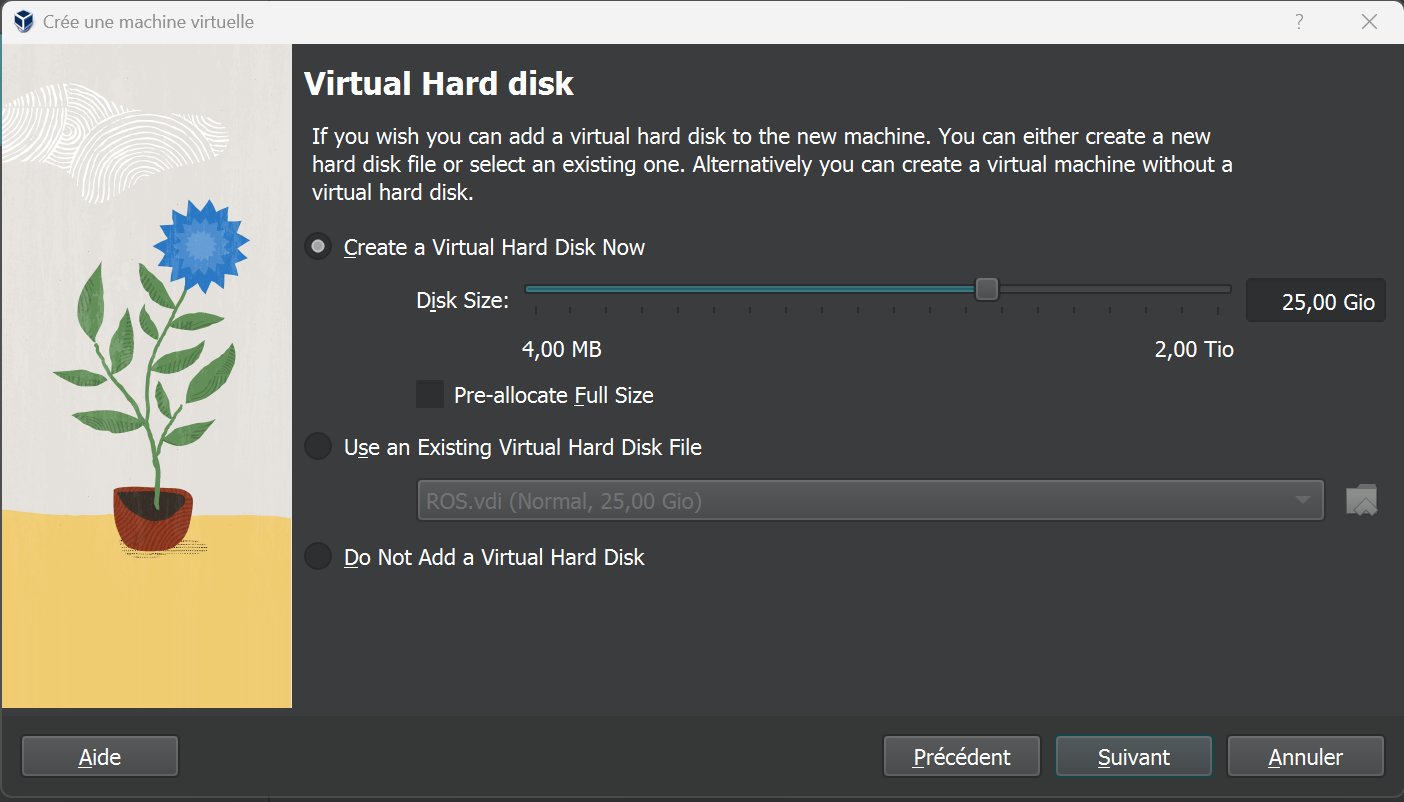 Crée une machine virtuelle
?
Virtual Hard disk
If you wish you can add a virtual hard disk to the new machine. You can either create a new
hard disk file or select an existing one. Alternatively you can create a virtual machine without a
virtual hard disk.
Create a Virtual Hard Disk Now
Disk Size:
25,00 Gio
4,00 MB
2,00 Tio
Pre-allocate Full Size
Use an Existing Virtual Hard Disk File
ROS.vdi (Normal, 25,00 Gio)
Do Not Add a Virtual Hard Disk
Aide
Précédent
Suivant
Annuler